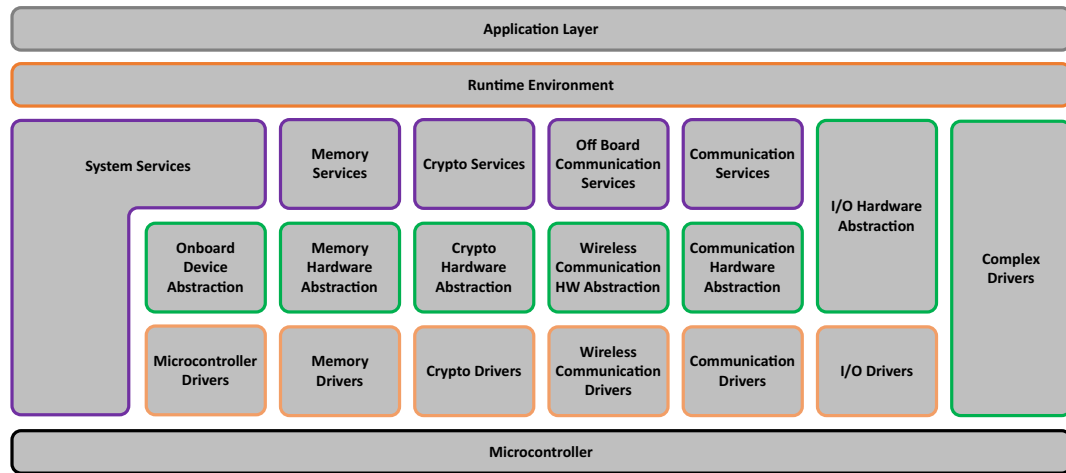 Application Layer
Runtime Environment
System Services
Memory
Services
Crypto Services
Off Board
Communication
Services
Communication
Services
I/O Hardware
Abstraction
Complex
Drivers
Onboard
Device
Abstraction
Memory
Hardware
Abstraction
Crypto
Hardware
Abstraction
Wireless
Communication
HW Abstraction
Communication
Hardware
Abstraction
Microcontroller
Drivers
Memory
Drivers
Crypto Drivers
Wireless
Communication
Drivers
Communication
Drivers
I/O Drivers
Microcontroller